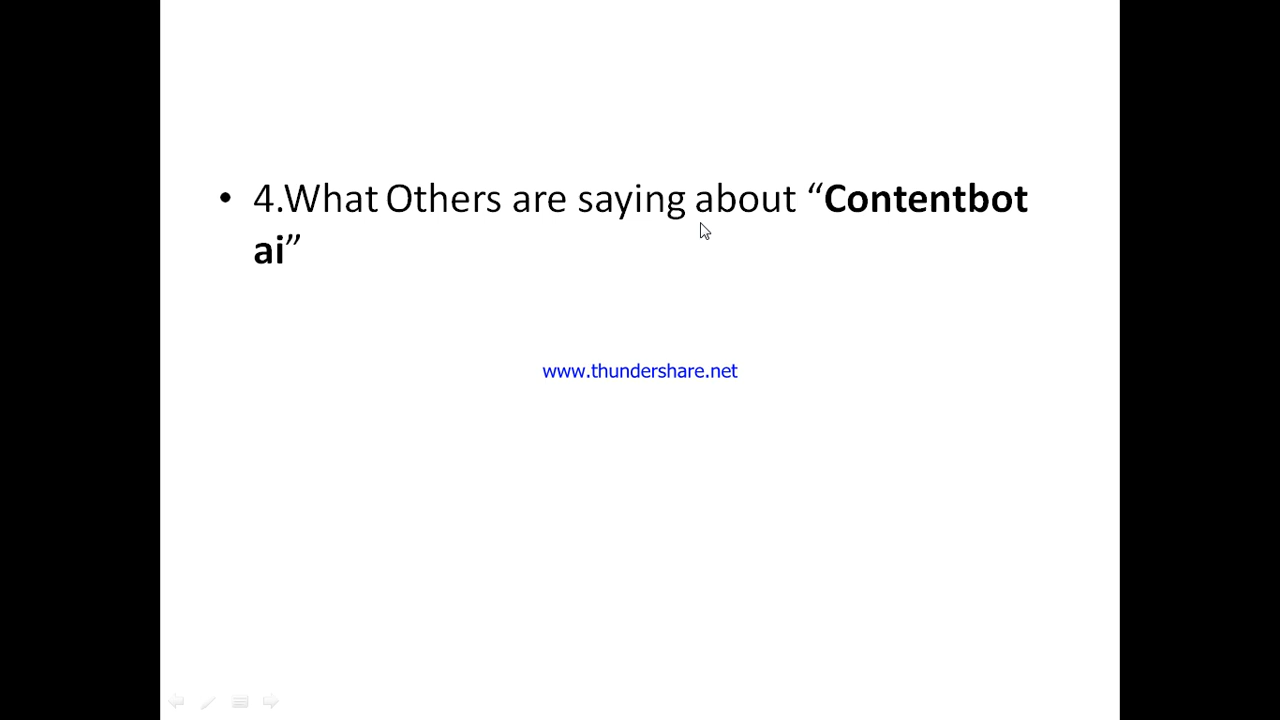 • 4.What Others are saying about “Contentbot
ai”
www.thundershare.net